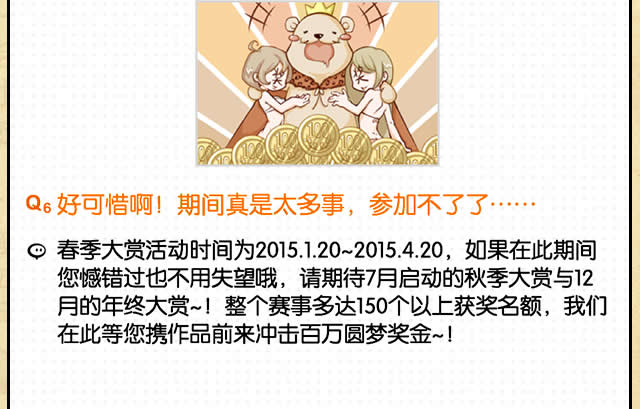 Q6 好可惜啊！期间真是太多事，参加不了了……
春季大赏活动时间为2015.1.20~2015.4.20，如果在此期间
您憾错过也不用失望哦，请期待7月启动的秋季大赏与12
月的年终大赏~！整个赛事多达150个以上获奖名额，我们
在此等您携作品前来冲击百万圆梦奖金~！